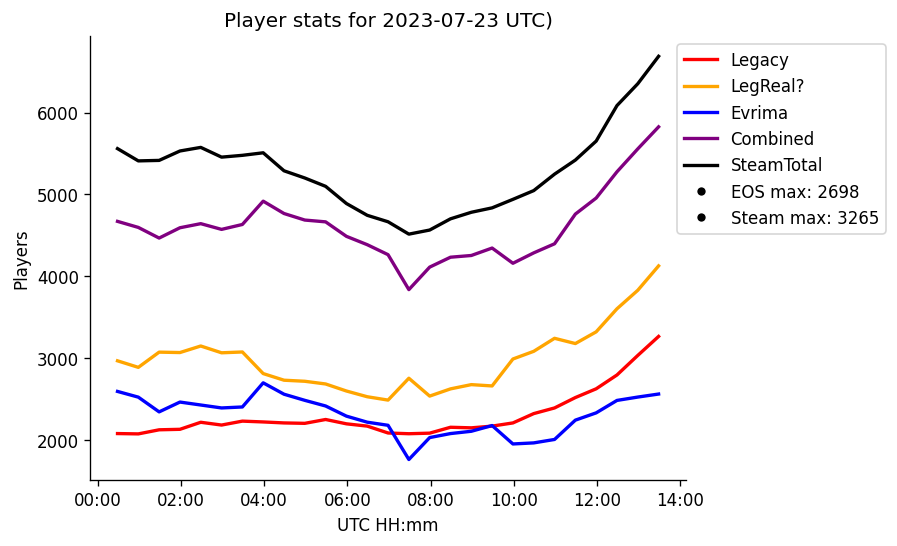 Player stats for 2023-07-23 UTC)
Legacy
LegReal?
Evrima
Combined
SteamTotal
EOS max: 2698
Steam max: 3265
Players
6000
5000
4000
3000
2000
00:00 02:00 04:00 06:00 08:00 10:00 12:00 14:00
UTC HH:mm